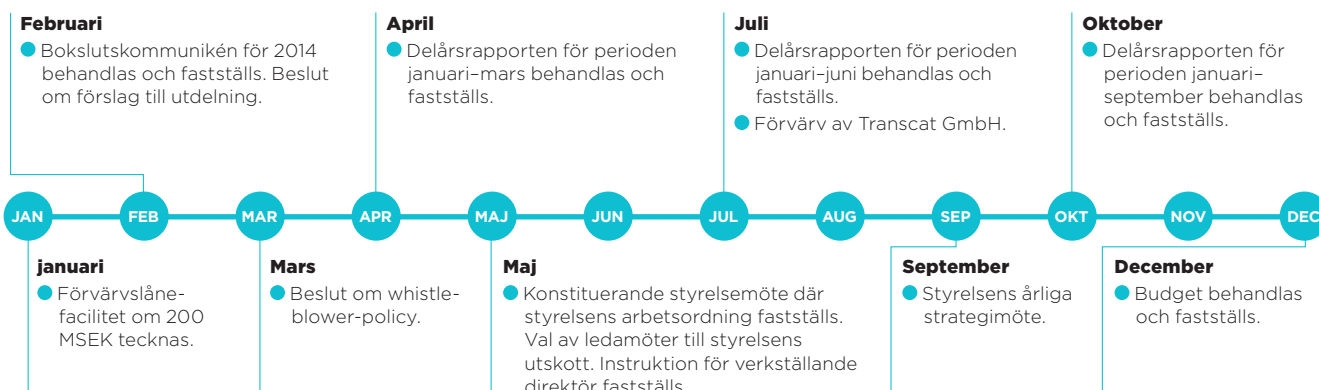 Februari
Bokslutskommunikén för 2014
behandlas och fastställs. Beslut
om förslag till utdelning.
April
Delårsrapporten för perioden
januari–mars behandlas och
fastställs.
Juli
Delårsrapporten för perioden
januari–juni behandlas och
fastställs.
Förvärv av Transcat GmbH.
Oktober
Delårsrapporten för
perioden januari–
september behandlas
och fastställs.
JAN FEB MAR APR MAJ JUN JUL AUG SEP OKT NOV DEC
januari
Förvärvslåne-
facilitet om 200
MSEK tecknas.
Mars
Beslut om whistle-
blower-policy.
Maj
Konstituerande styrelsemöte där
styrelsens arbetsordning fastställs.
Val av ledamöter till styrelsens
utskott. Instruktion för verkställande
direktör fastställs.
September
Styrelsens årliga
strategimöte.
December
Budget behandlas
och fastställs.